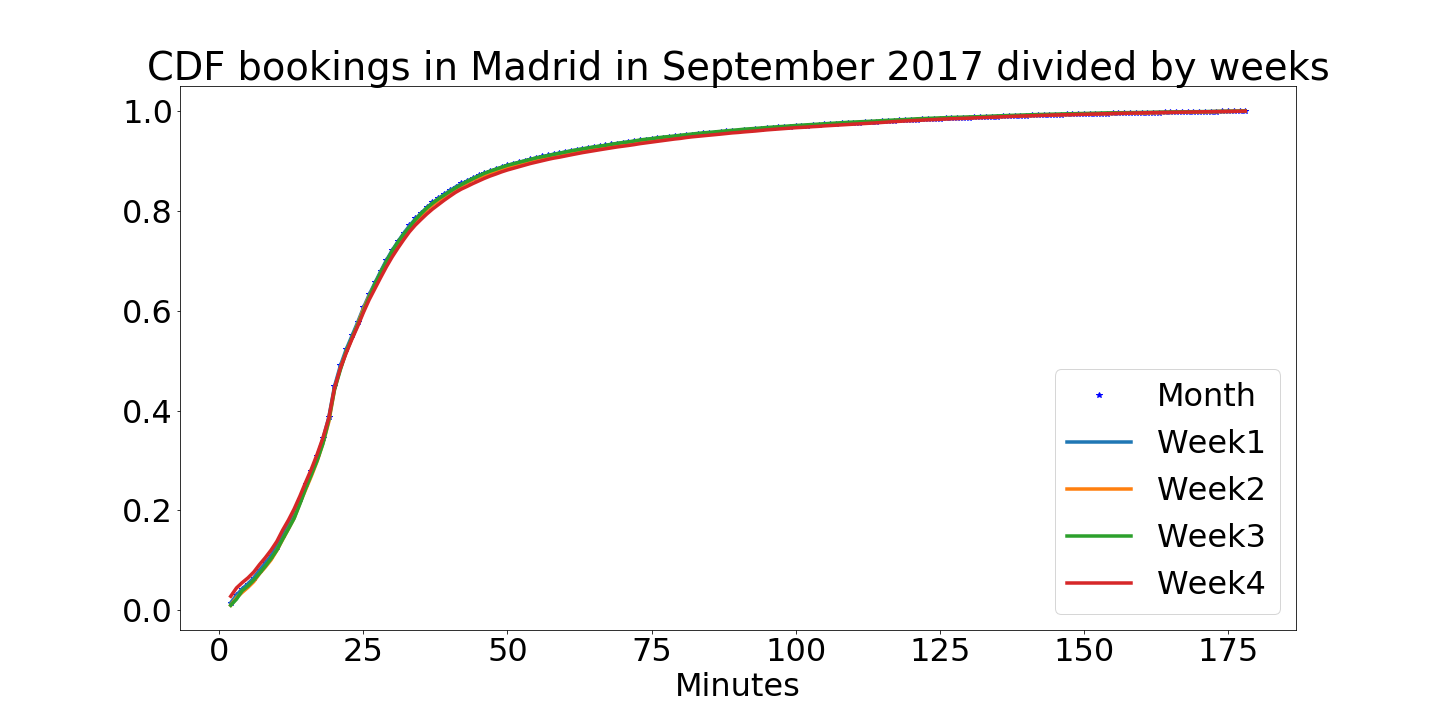 CDF bookings in Madrid in September 2017 divided by weeks
1.0
0.8
0.6
0.4
0.2
0.0
Month
Week1
Week2
Week3
Week4
0 25 50 75 100 125 150 175
Minutes